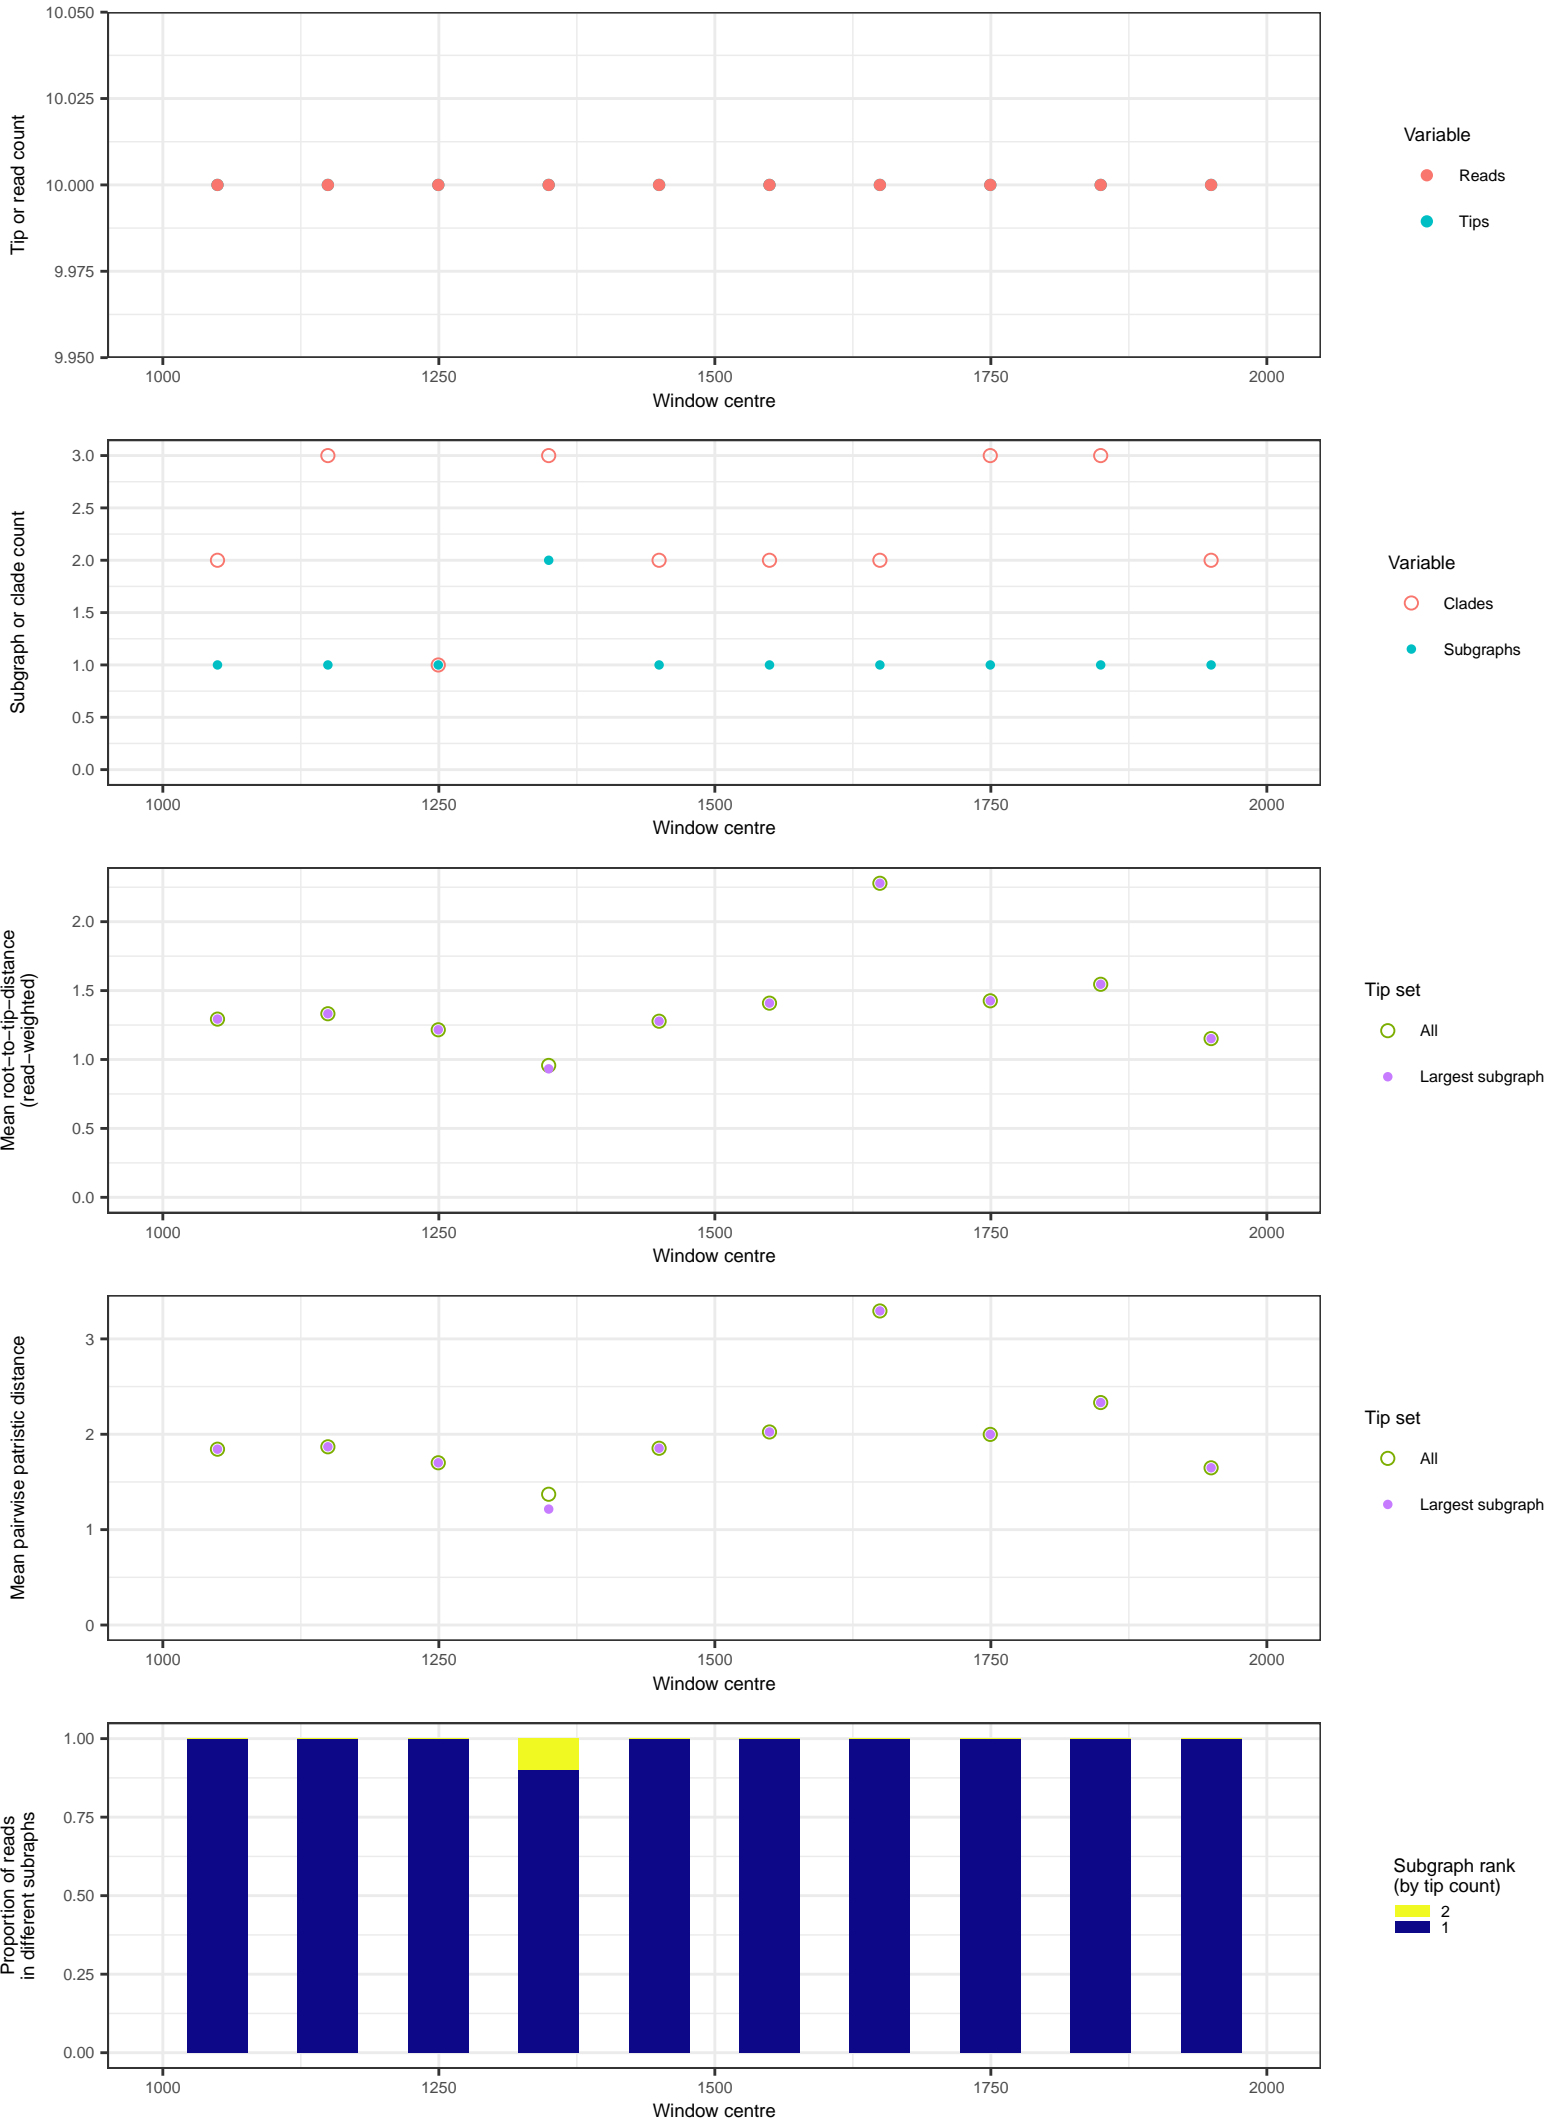 Tip or read count
10.050
10.025
10.000
9.975
9.950
1000 1250 1500 1750 2000
Window centre
Variable
Reads
Tips
Subgraph or clade count
3.0
2.5
2.0
1.5
1.0
0.5
0.0
1000 1250 1500 1750 2000
Window centre
Variable
Clades
Subgraphs
Mean root−to−tip−distance
(read−weighted)
2.0
1.5
1.0
0.5
0.0
1000 1250 1500 1750 2000
Window centre
Tip set
All
Largest subgraph
Mean pairwise patristic distance
3
2
1
0
1000 1250 1500 1750 2000
Window centre
Tip set
All
Largest subgraph
Proportion of reads
in different subraphs
1.00
0.75
0.50
0.25
0.00
1000 1250 1500 1750 2000
Window centre
Subgraph rank
(by tip count)
2
1